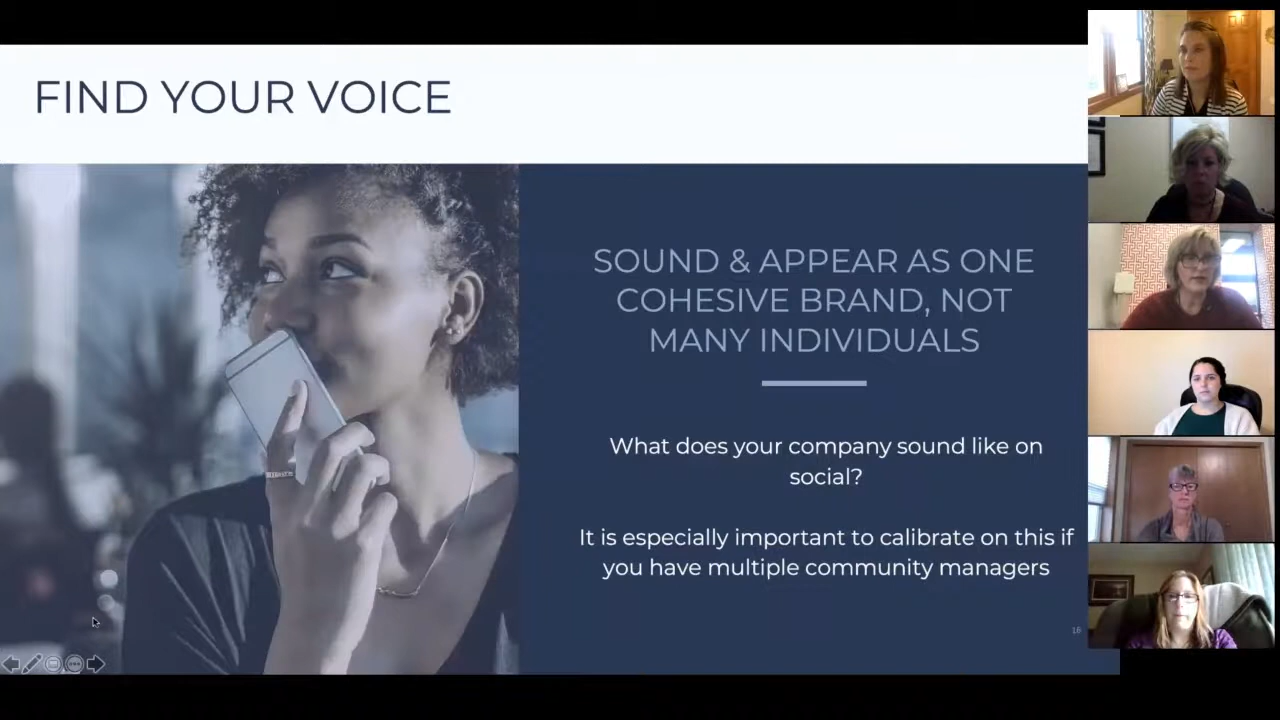 FIND YOUR VOICE
SOUND & APPEAR AS ONE
COHESIVE BRAND, NOT
MANY INDIVIDUALS
What does your company sound like on
social?
It is especially important to calibrate on this if
you have multiple community managers
16